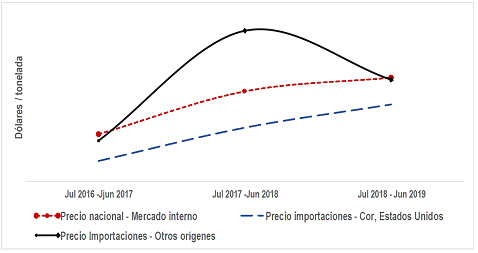 Dólares / tonelada
Jul 2016 -Jjun 2017
Jul 2017 -Jun 2018
Jul 2018 - Jun 2019
Precio nacional - Mercado interno
Precio importaciones - Cor, Estados Unidos
Precio Importaciones - Otros origenes